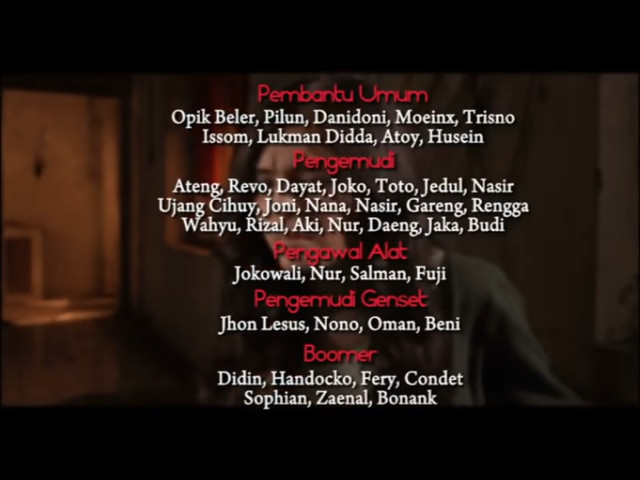 Pembantu Umum
Opik Beler, Pilun, Danidoni, Moeinx, Trisno
Issom, Lukman Didda, Atoy, Husein
Pengemudi
Ateng, Revo, Dayat, Joko, Toto, Jedul, Nasir
Ujang Cihuy, Joni, Nana, Nasir, Gareng, Rengga
Wahyu, Rizal, Aki, Nur, Daeng, Jaka, Budi
Pengawal Alat
Jokowali, Nur, Salman, Fuji
Pengemudi Genset
Jhon Lesus, Nono, Oman, Beni
Boomer
Didin, Handocko, Fery, Condet
Sophian, Zaenal, Bonank